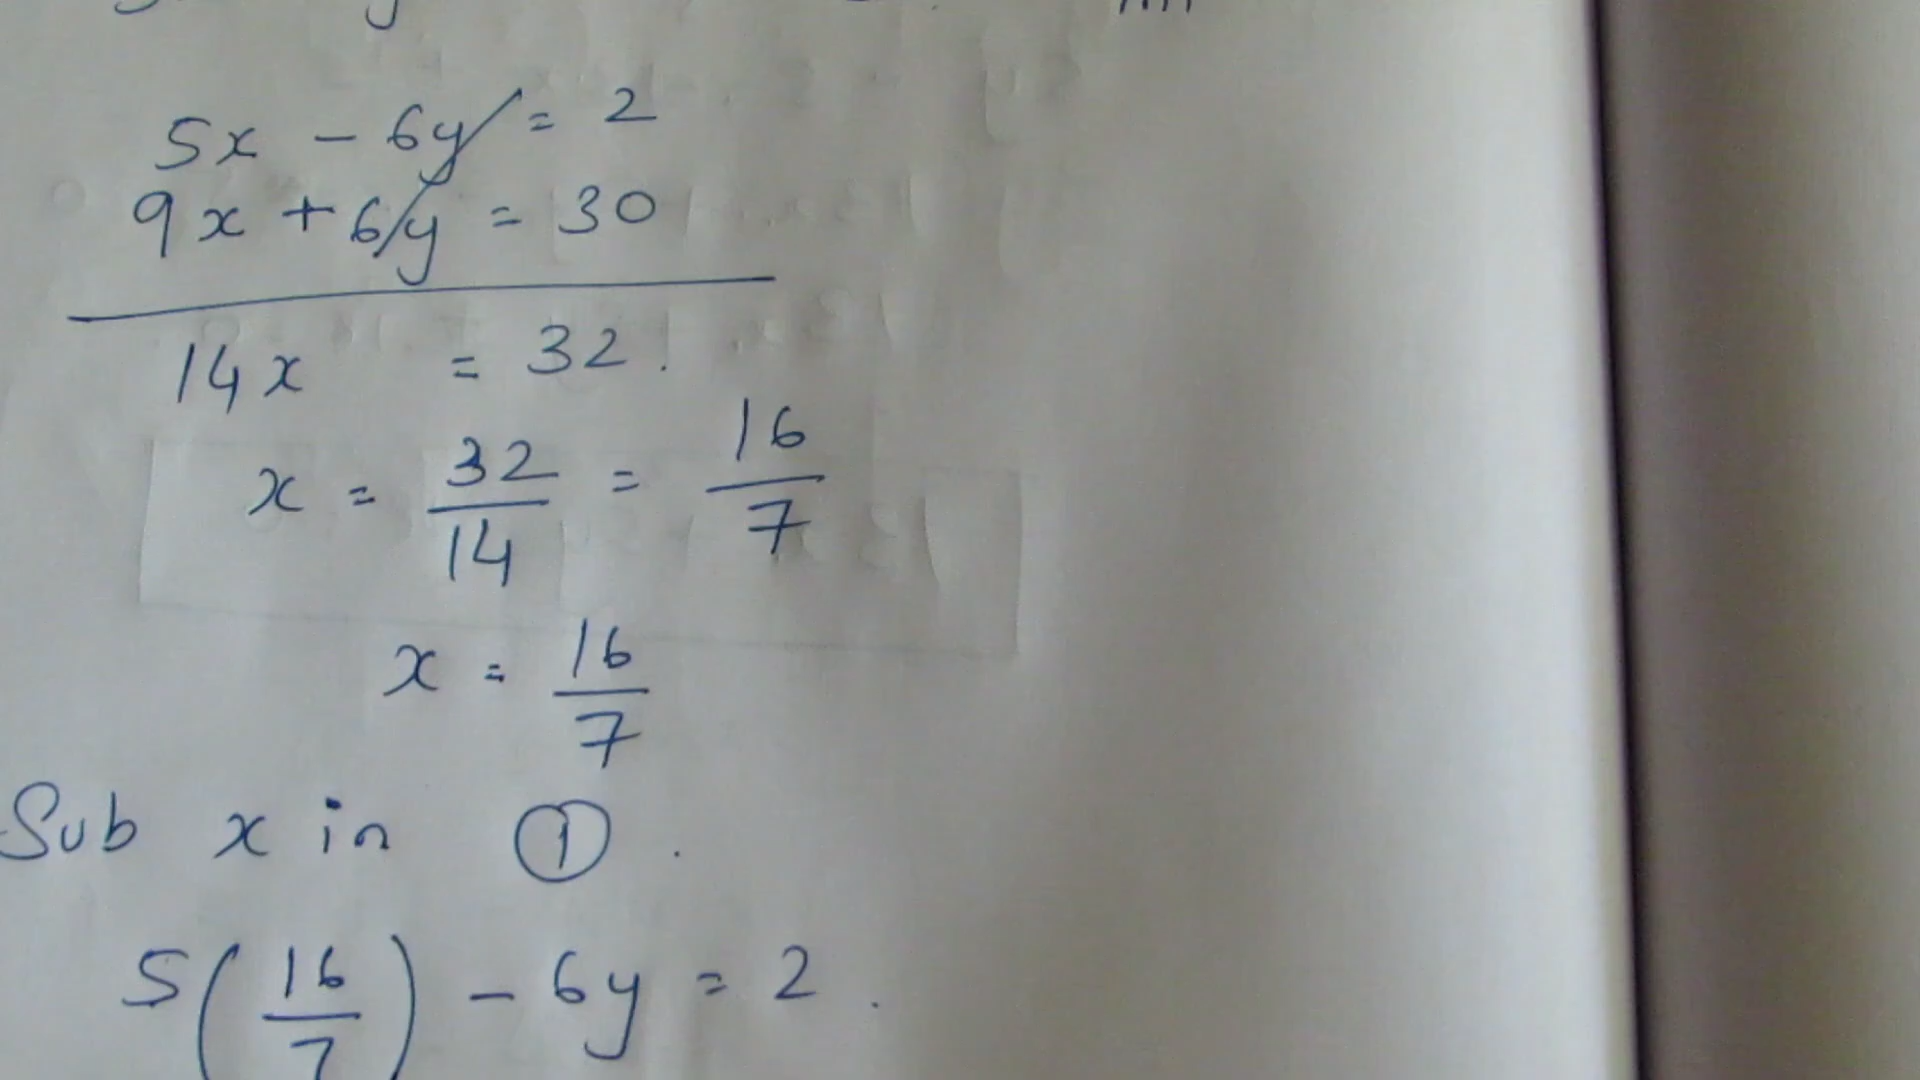 5x - 6y = 2
9x + 6y = 30
14x = 32.
x = 32/14 = 16/7
x = 16/7
Sub x in ①.
5(16/7) - 6y = 2.